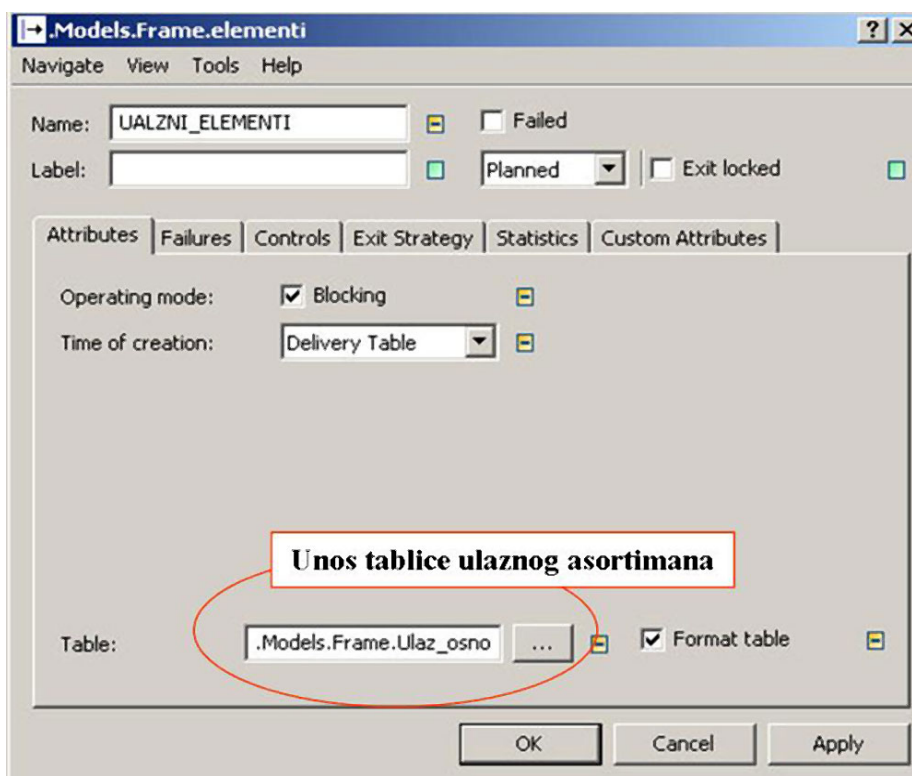 .Models.Frame.elementi
Navigate View Tools Help
Name: UALZNI_ELEMENTI Failed
Label: Planned Exit locked
Attributes Failures Controls Exit Strategy Statistics Custom Attributes
Operating mode: Blocking
Time of creation: Delivery Table
Unos tablice ulaznog asortimana
Table: .Models.Frame.Ulaz_osno ... Format table
OK Cancel Apply